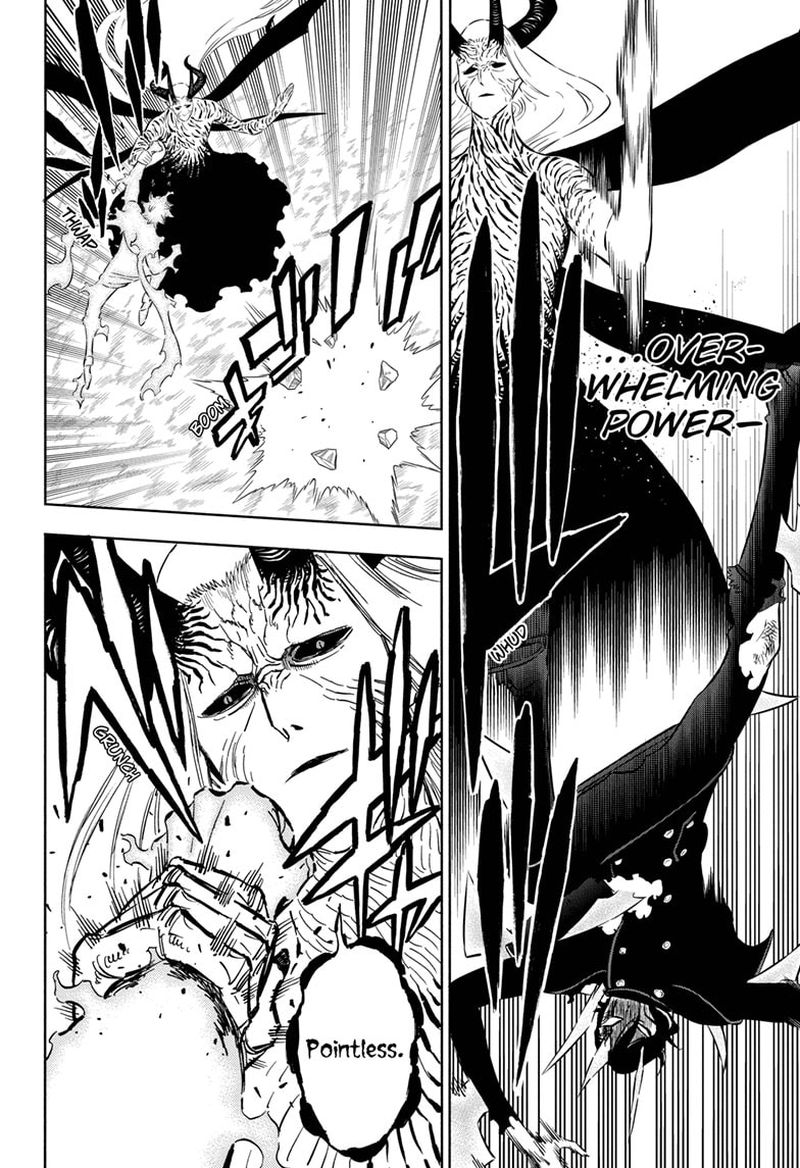 ...OVER-
WHELMING
POWER-
WHUD
THWAP
BOOM
CRUNCH
Pointless.